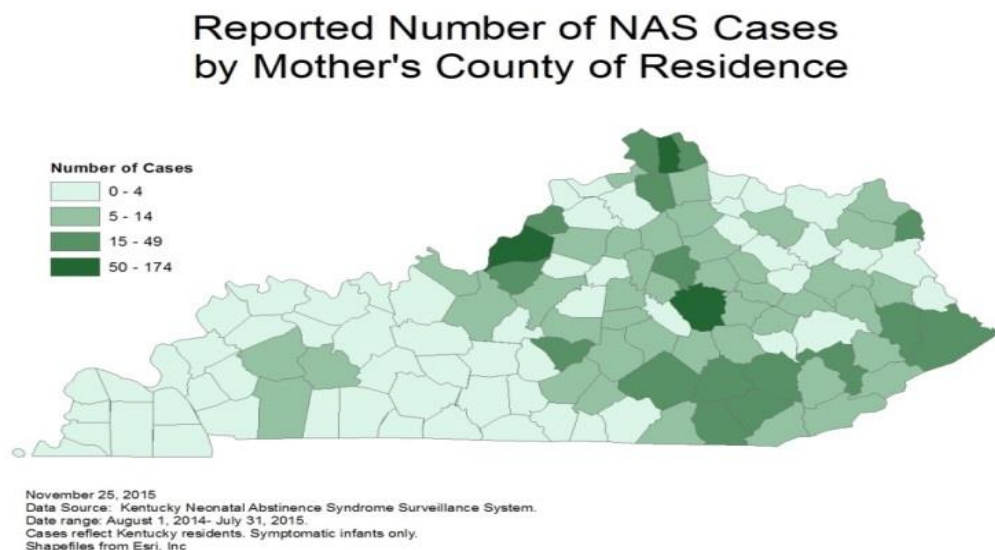 Reported Number of NAS Cases
by Mother's County of Residence
Number of Cases
0 - 4
5 - 14
15 - 49
50 - 174
November 25, 2015
Data Source: Kentucky Neonatal Abstinence Syndrome Surveillance System.
Date range: August 1, 2014- July 31, 2015.
Cases reflect Kentucky residents. Symptomatic infants only.
Shapefiles from Esri, Inc